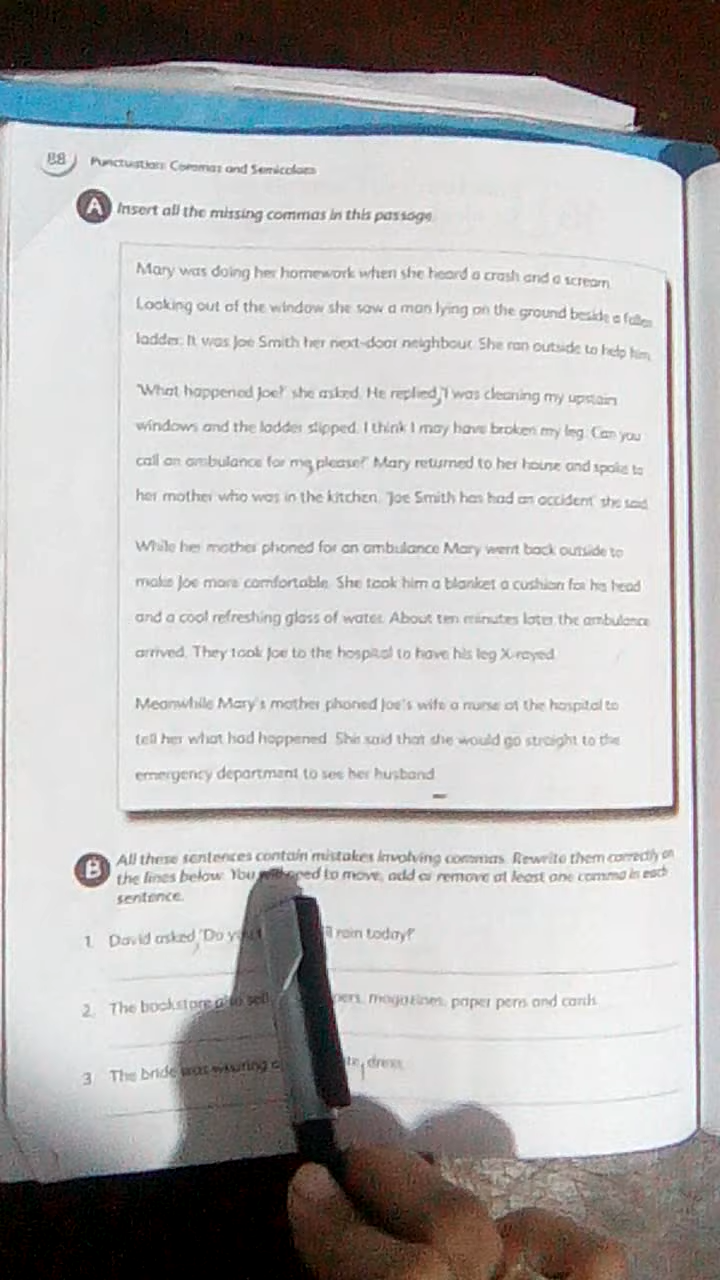 88 Punctuation: Commas and Semicolons
A Insert all the missing commas in this passage.
Mary was doing her homework when she heard a crash and a scream.
Looking out of the window she saw a man lying on the ground beside a fallen
ladder. It was Joe Smith her next-door neighbour. She ran outside to help him.
'What happened Joe?' she asked. He replied, 'I was cleaning my upstairs
windows and the ladder slipped. I think I may have broken my leg. Can you
call an ambulance for me, please?' Mary returned to her house and spoke to
her mother who was in the kitchen. 'Joe Smith has had an accident' she said.
While her mother phoned for an ambulance Mary went back outside to
make Joe more comfortable. She took him a blanket a cushion for his head
and a cool refreshing glass of water. About ten minutes later the ambulance
arrived. They took Joe to the hospital to have his leg X-rayed.
Meanwhile Mary's mother phoned Joe's wife a nurse at the hospital to
tell her what had happened. She said that she would go straight to the
emergency department to see her husband.
B All these sentences contain mistakes involving commas. Rewrite them correctly on
the lines below. You to move, add or remove at least one comma in each
sentence.
1. David asked, 'Do rain today?'
2. The bookstore also magazines, paper pens and cards.
3. The bride was wearing dress.